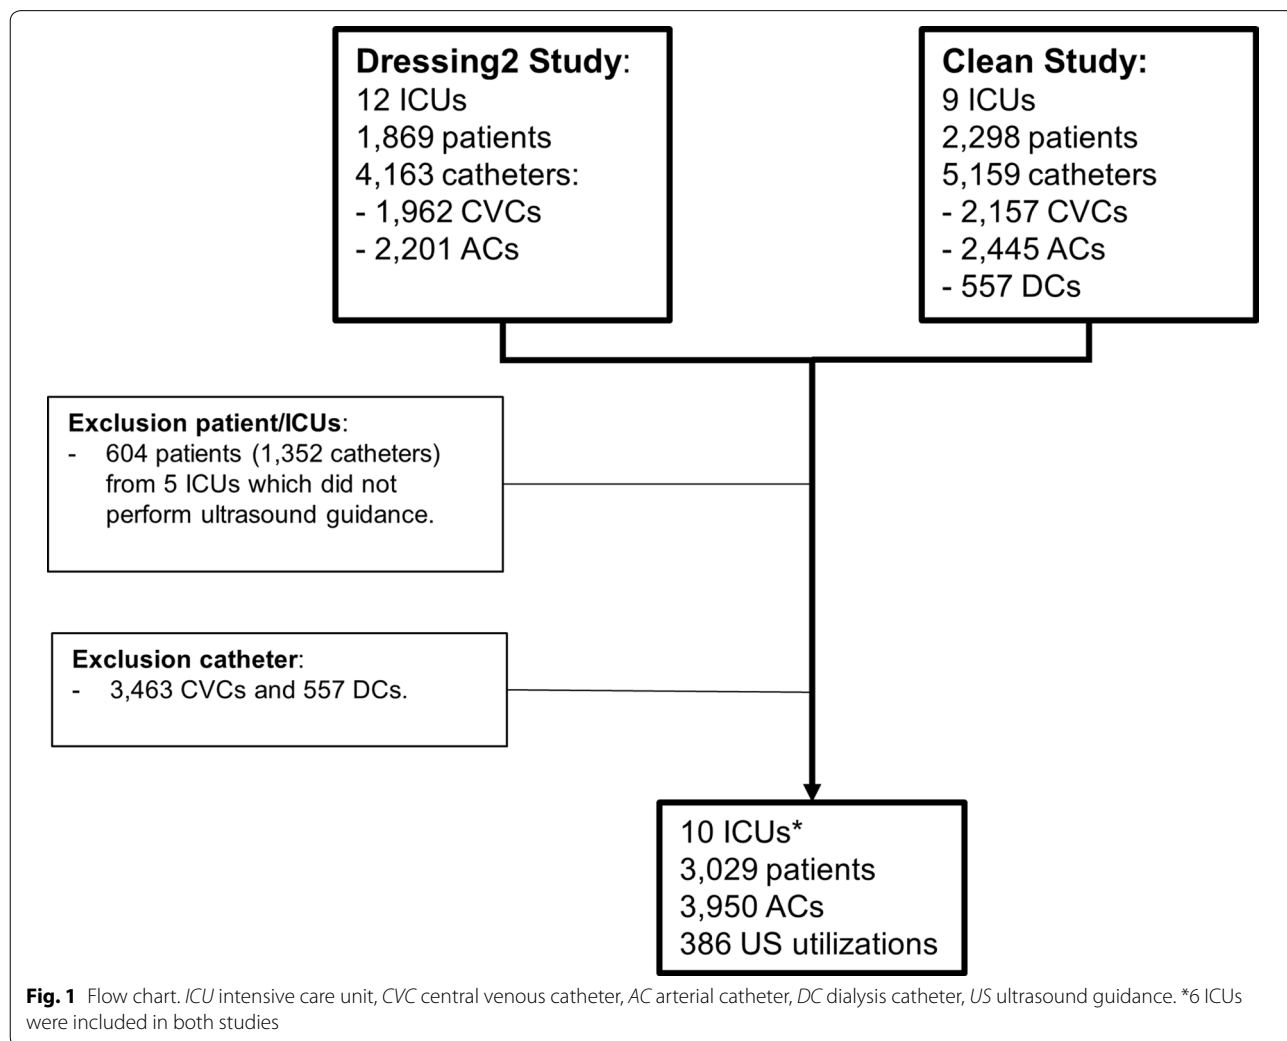 Dressing2 Study:
12 ICUs
1,869 patients
4,163 catheters:
- 1,962 CVCs
- 2,201 ACs
Clean Study:
9 ICUs
2,298 patients
5,159 catheters
- 2,157 CVCs
- 2,445 ACs
- 557 DCs
Exclusion patient/ICUs:
- 604 patients (1,352 catheters)
from 5 ICUs which did not
perform ultrasound guidance.
Exclusion catheter:
- 3,463 CVCs and 557 DCs.
10 ICUs*
3,029 patients
3,950 ACs
386 US utilizations
Fig. 1 Flow chart. ICU intensive care unit, CVC central venous catheter, AC arterial catheter, DC dialysis catheter, US ultrasound guidance. *6 ICUs
were included in both studies